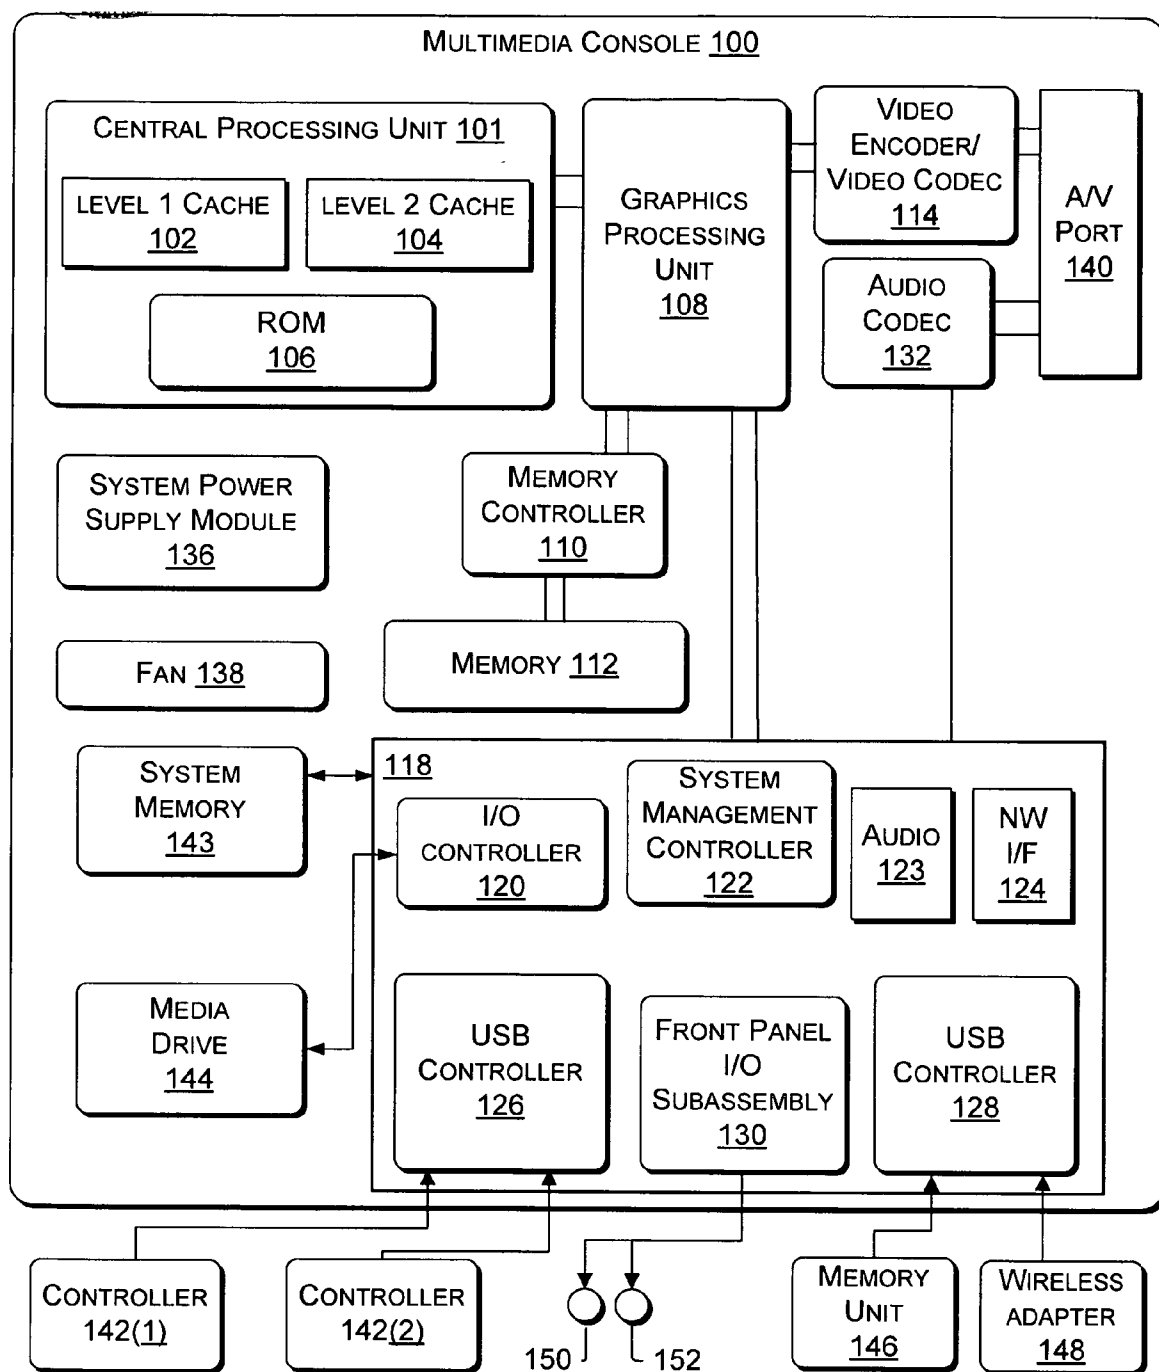 MULTIMEDIA CONSOLE 100
CENTRAL PROCESSING UNIT 101
LEVEL 1 CACHE
102
LEVEL 2 CACHE
104
ROM
106
GRAPHICS
PROCESSING
UNIT
108
VIDEO
ENCODER/
VIDEO CODEC
114
A/V
PORT
140
AUDIO
CODEC
132
SYSTEM POWER
SUPPLY MODULE
136
MEMORY
CONTROLLER
110
FAN 138
MEMORY 112
SYSTEM
MEMORY
143
118
I/O
CONTROLLER
120
SYSTEM
MANAGEMENT
CONTROLLER
122
AUDIO
123
NW
I/F
124
MEDIA
DRIVE
144
USB
CONTROLLER
126
FRONT PANEL
I/O
SUBASSEMBLY
130
USB
CONTROLLER
128
CONTROLLER
142(1)
CONTROLLER
142(2)
150
152
MEMORY
UNIT
146
WIRELESS
ADAPTER
148